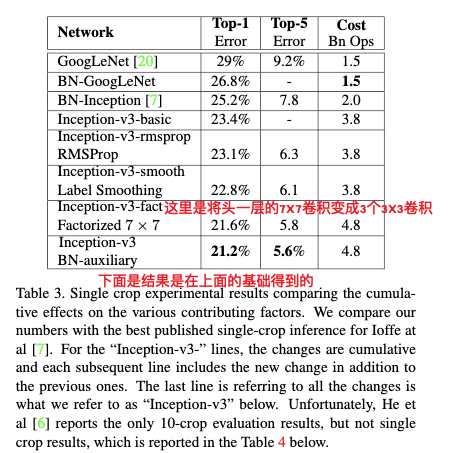 Network Top-1 Error Top-5 Error Cost Bn Ops
GoogLeNet [20] 29% 9.2% 1.5
BN-GoogLeNet 26.8% - 1.5
BN-Inception [7] 25.2% 7.8 2.0
Inception-v3-basic 23.4% - 3.8
Inception-v3-rmsprop
RMSProp 23.1% 6.3 3.8
Inception-v3-smooth
Label Smoothing 22.8% 6.1 3.8
Inception-v3-fact 这里是将头一层的7X7卷积变成3个3X3卷积
Factorized 7 × 7 21.6% 5.8 4.8
Inception-v3 21.2% 5.6% 4.8
BN-auxiliary
下面是结果是在上面的基础得到的
Table 3. Single crop experimental results comparing the cumula-
tive effects on the various contributing factors. We compare our
numbers with the best published single-crop inference for Ioffe at
al [7]. For the “Inception-v3-” lines, the changes are cumulative
and each subsequent line includes the new change in addition to
the previous ones. The last line is referring to all the changes is
what we refer to as “Inception-v3” below. Unfortunately, He et
al [6] reports the only 10-crop evaluation results, but not single
crop results, which is reported in the Table 4 below.